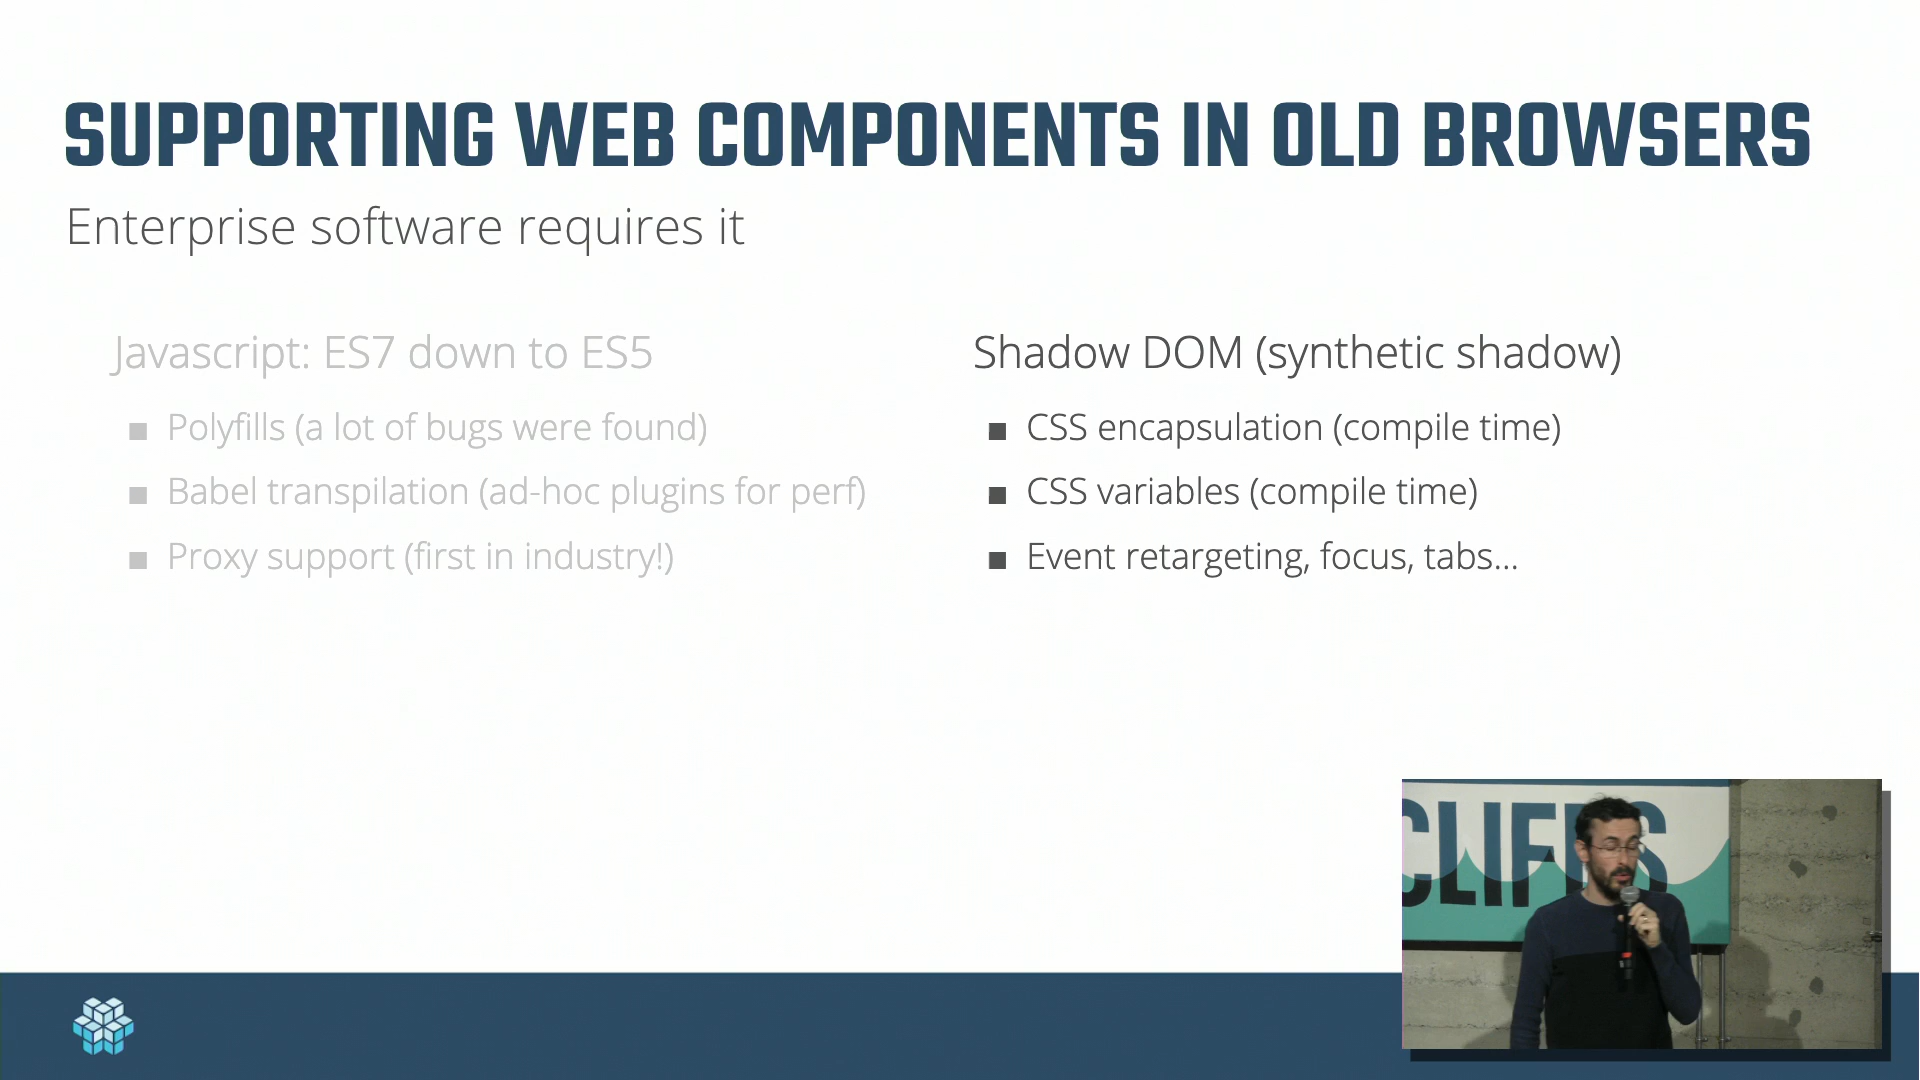 SUPPORTING WEB COMPONENTS IN OLD BROWSERS
Enterprise software requires it
Javascript: ES7 down to ES5
Polyfills (a lot of bugs were found)
Babel transpilation (ad-hoc plugins for perf)
Proxy support (first in industry!)
Shadow DOM (synthetic shadow)
CSS encapsulation (compile time)
CSS variables (compile time)
Event retargeting, focus, tabs...
CLIFFS